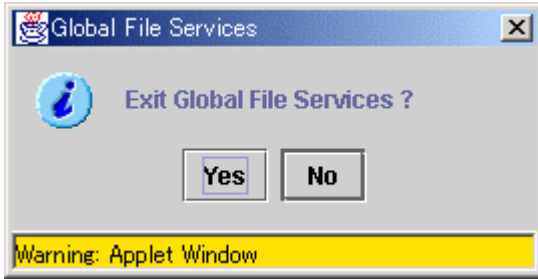 Global File Services
Exit Global File Services ?
Yes No
Warning: Applet Window